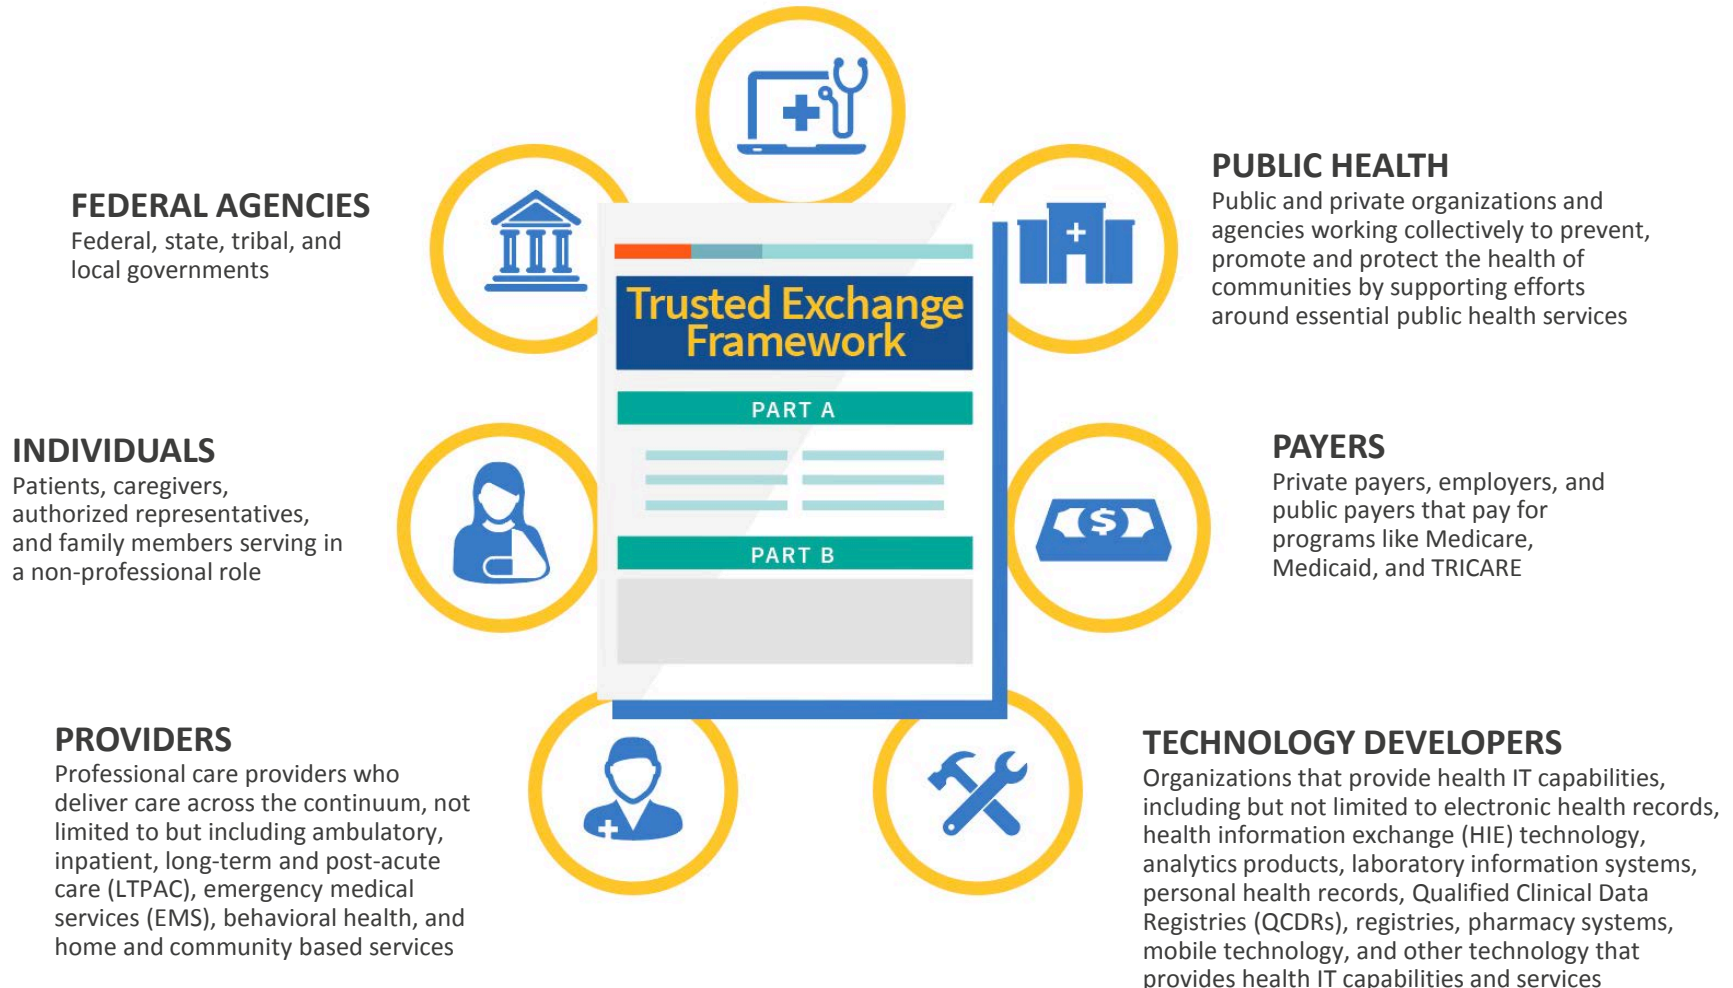 FEDERAL AGENCIES
Federal, state, tribal, and
local governments
INDIVIDUALS
Patients, caregivers,
authorized representatives,
and family members serving in
a non-professional role
PROVIDERS
Professional care providers who
deliver care across the continuum, not
limited to but including ambulatory,
inpatient, long-term and post-acute
care (LTPAC), emergency medical
services (EMS), behavioral health, and
home and community based services
Trusted Exchange
Framework
PART A
PART B
$
PUBLIC HEALTH
Public and private organizations and
agencies working collectively to prevent,
promote and protect the health of
communities by supporting efforts
around essential public health services
PAYERS
Private payers, employers, and
public payers that pay for
programs like Medicare,
Medicaid, and TRICARE
TECHNOLOGY DEVELOPERS
Organizations that provide health IT capabilities,
including but not limited to electronic health records,
health information exchange (HIE) technology,
analytics products, laboratory information systems,
personal health records, Qualified Clinical Data
Registries (QCDRs), registries, pharmacy systems,
mobile technology, and other technology that
provides health IT capabilities and services